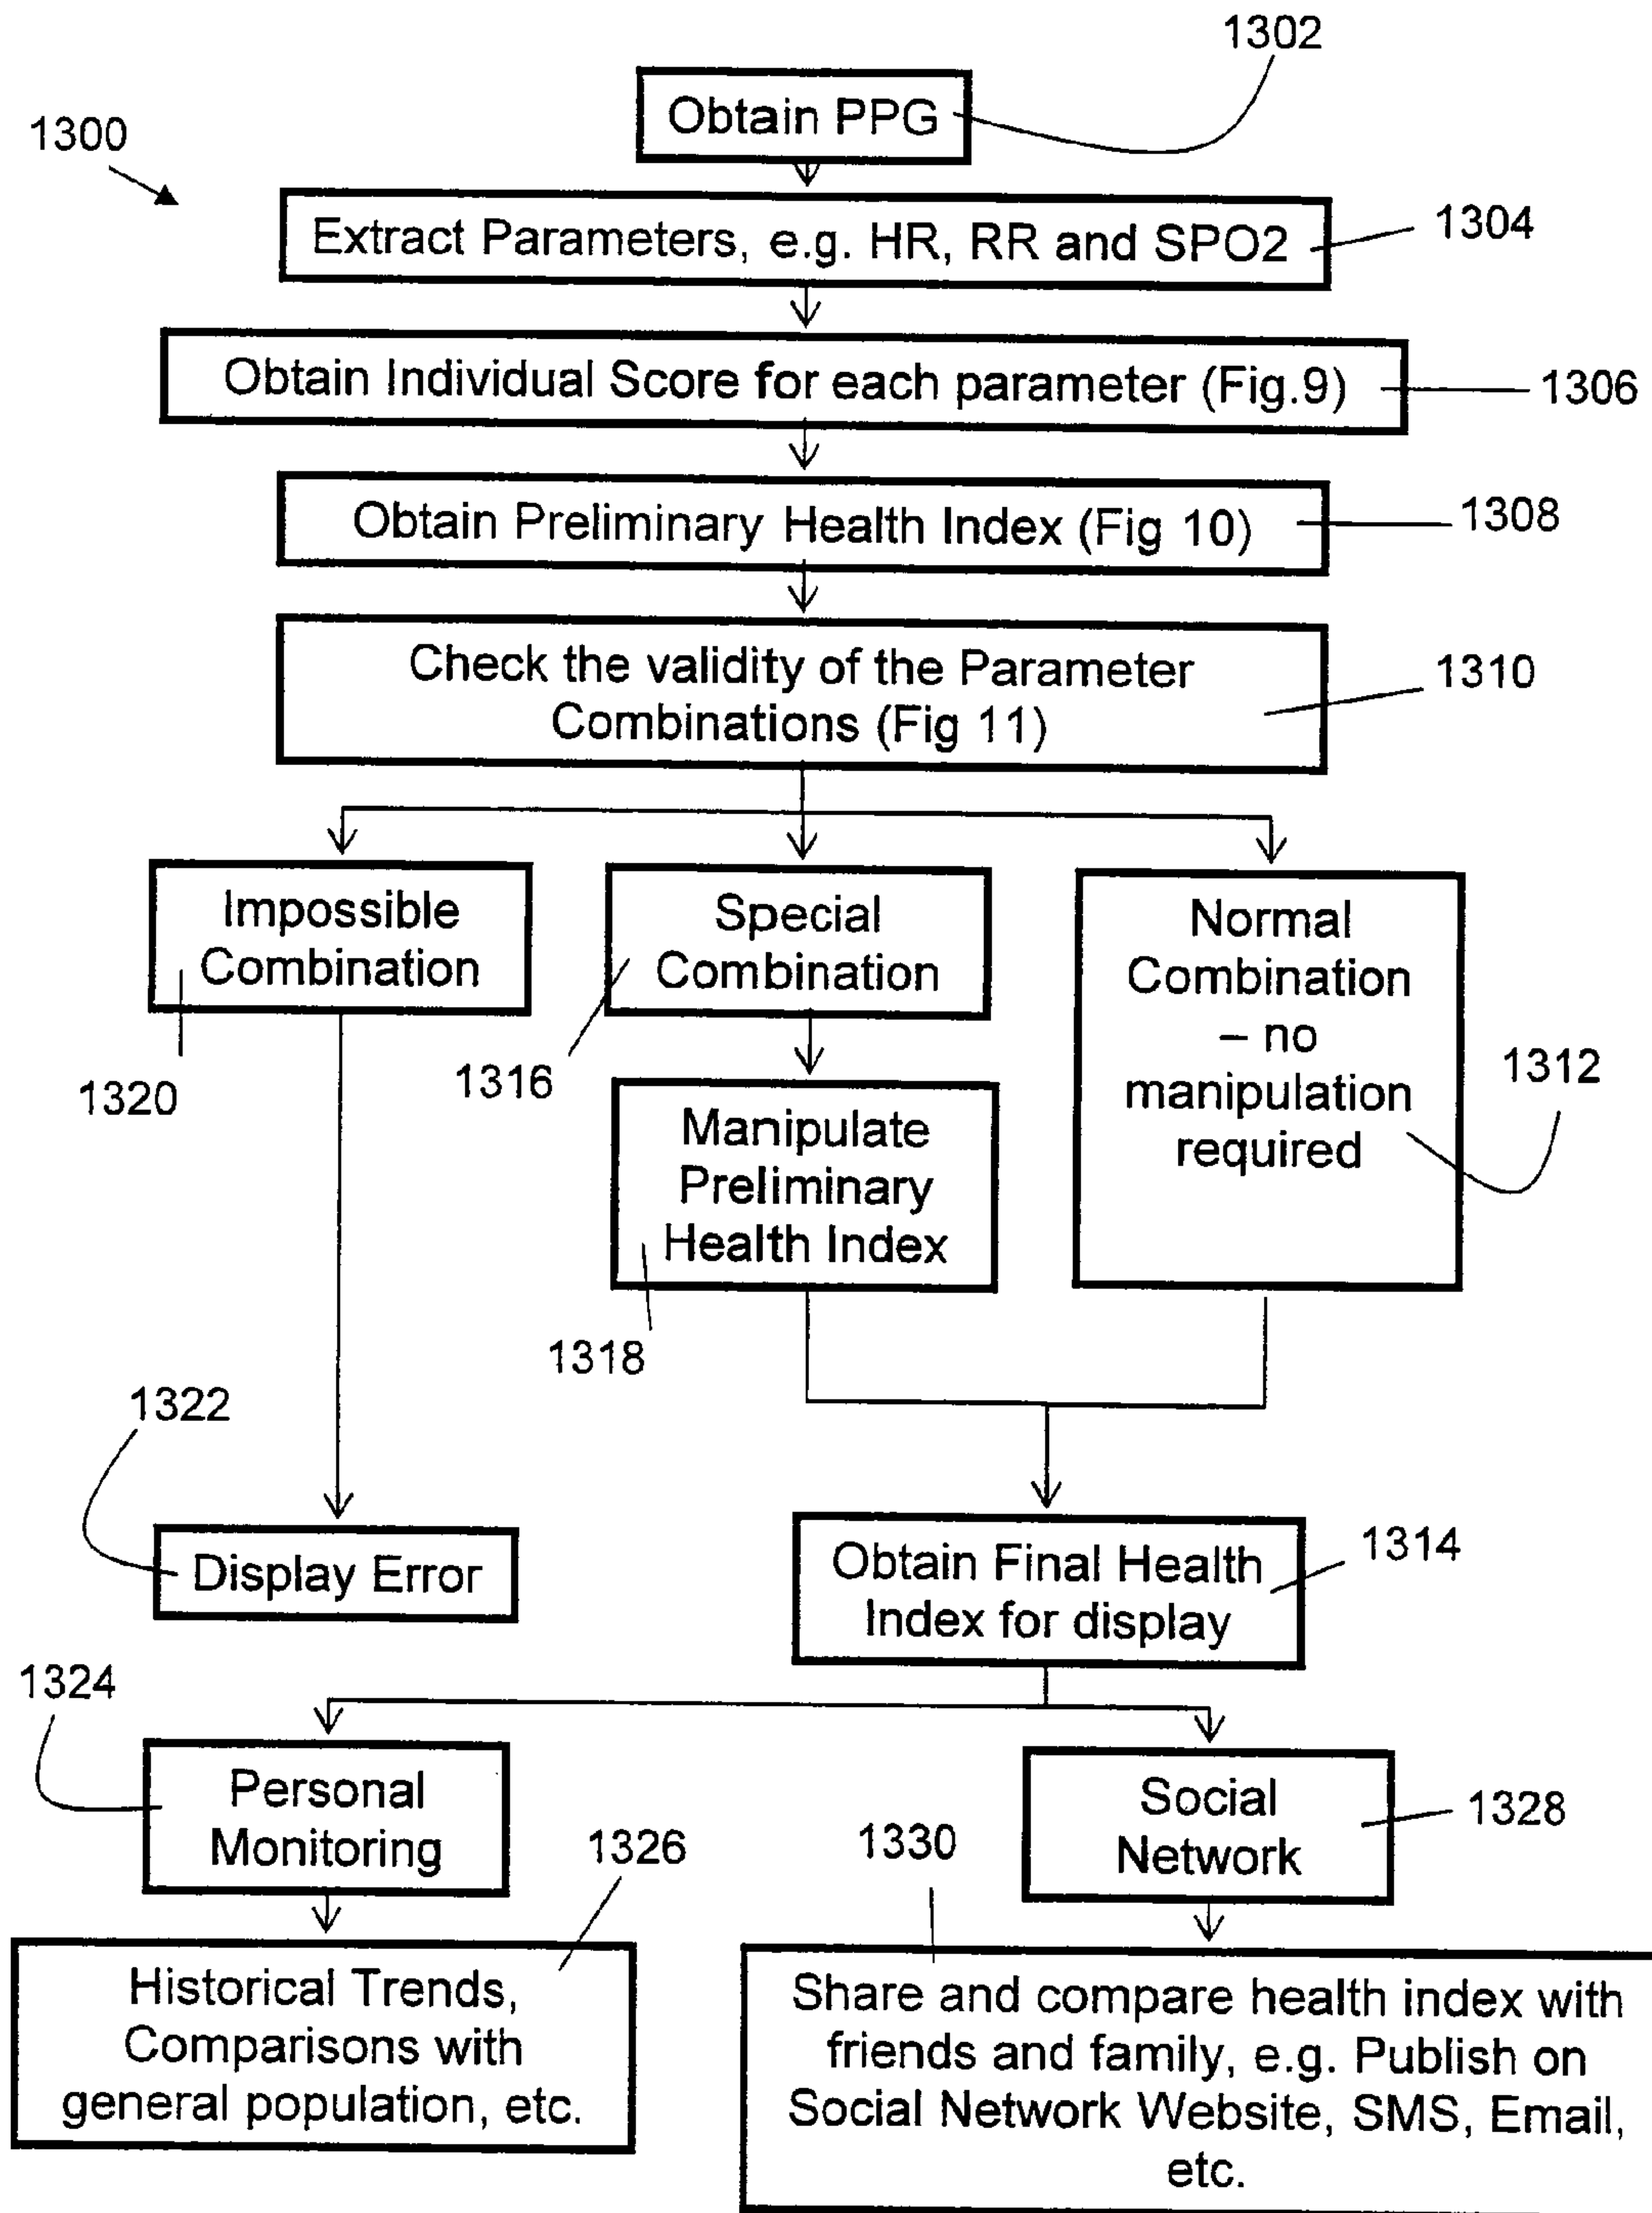 1302
Obtain PPG
1300
Extract Parameters, e.g. HR, RR and SPO2
1304
Obtain Individual Score for each parameter (Fig.9)
1306
Obtain Preliminary Health Index (Fig 10)
1308
Check the validity of the Parameter
Combinations (Fig 11)
1310
Impossible
Combination
1320
Special
Combination
1316
Normal
Combination
– no
manipulation
required
1312
Manipulate
Preliminary
Health Index
1318
1322
Display Error
Obtain Final Health
Index for display
1314
1324
Personal
Monitoring
1326
Historical Trends,
Comparisons with
general population, etc.
Social
Network
1328
1330
Share and compare health index with
friends and family, e.g. Publish on
Social Network Website, SMS, Email,
etc.